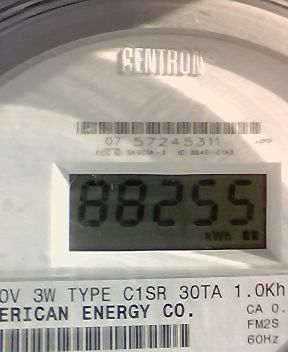 CENTRON
07 57245311
88255
kWh
0V 3W TYPE C1SR 30TA 1.0Kh
ERICAN ENERGY CO.
CA 0.
FM2S
60Hz